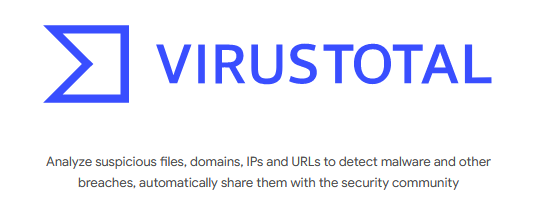 VIRUSTOTAL
Analyze suspicious files, domains, IPs and URLs to detect malware and other
breaches, automatically share them with the security community